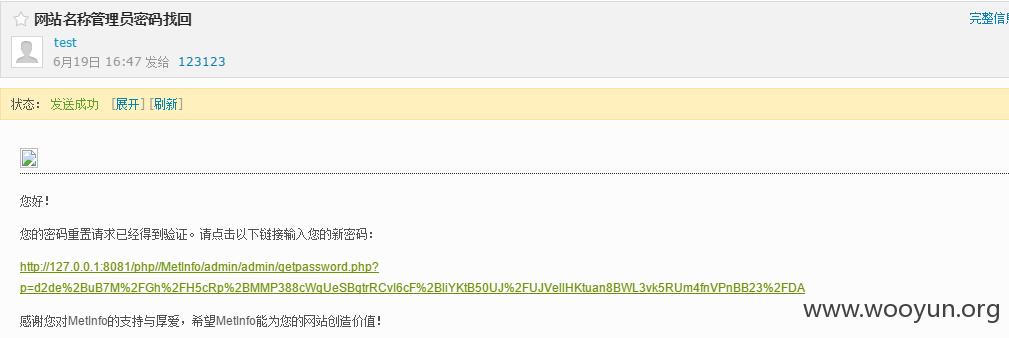 网站名称管理员密码找回
完整信息
test
6月19日 16:47 发给 123123
状态: 发送成功 [展开][刷新]
您好!
您的密码重置请求已经得到验证。请点击以下链接输入您的新密码:
http://127.0.0.1:8081/php//MetInfo/admin/admin/getpassword.php?
p=d2de%2BuB7M%2FGh%2FH5cRp%2BMMP388cWqUeSBqtrRCvI6cF%2BIiYKtB50UJ%2FUJVeIlHKtuan8BWL3vk5RUm4fnVPnBB23%2FDA
感谢您对MetInfo的支持与厚爱，希望MetInfo能为您的网站创造价值!
www.wooyun.org